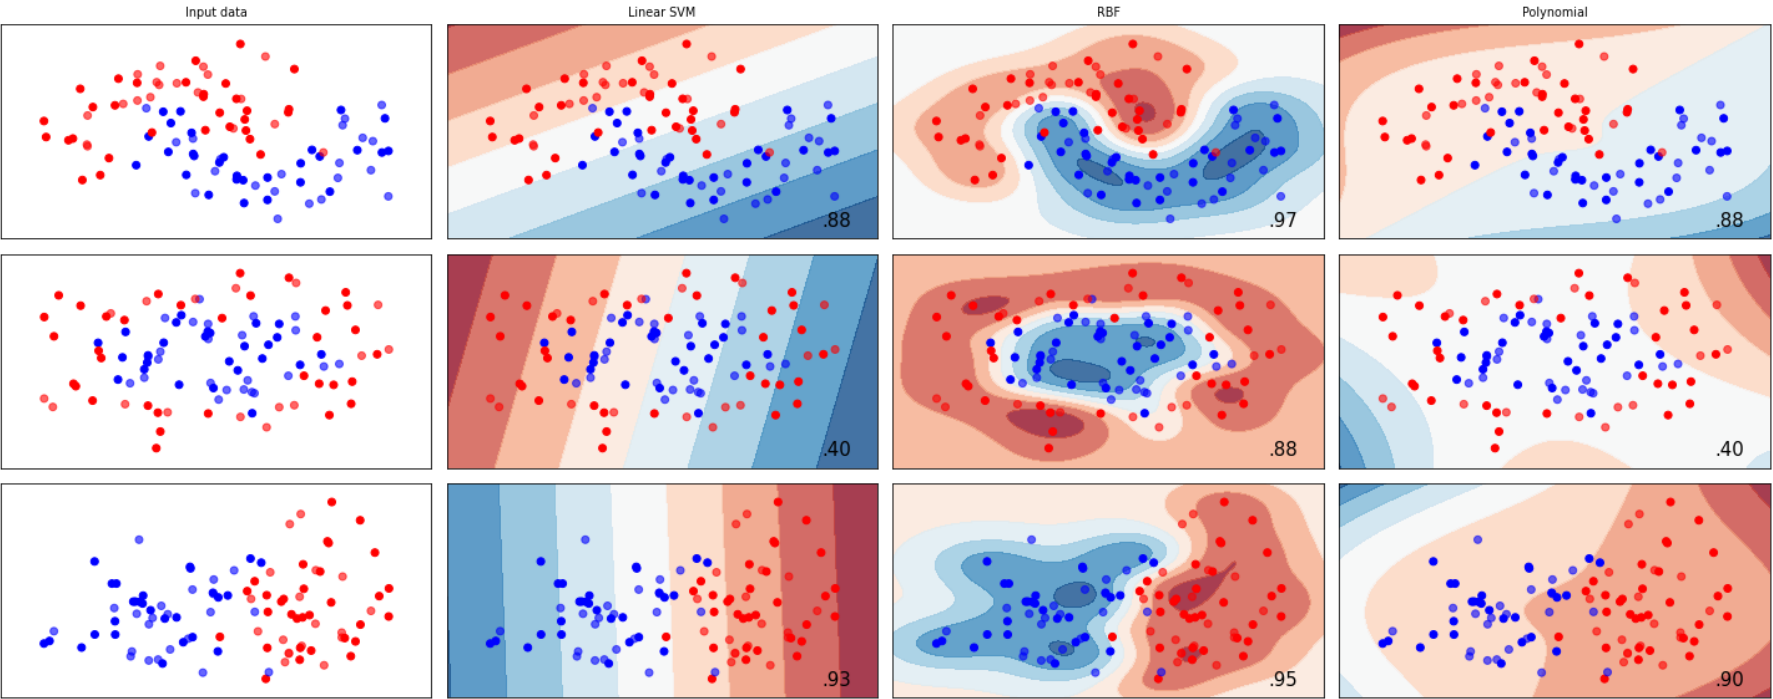 Input data
Linear SVM
RBF
Polynomial
.88
.97
.88
.40
.88
.40
.93
.95
.90